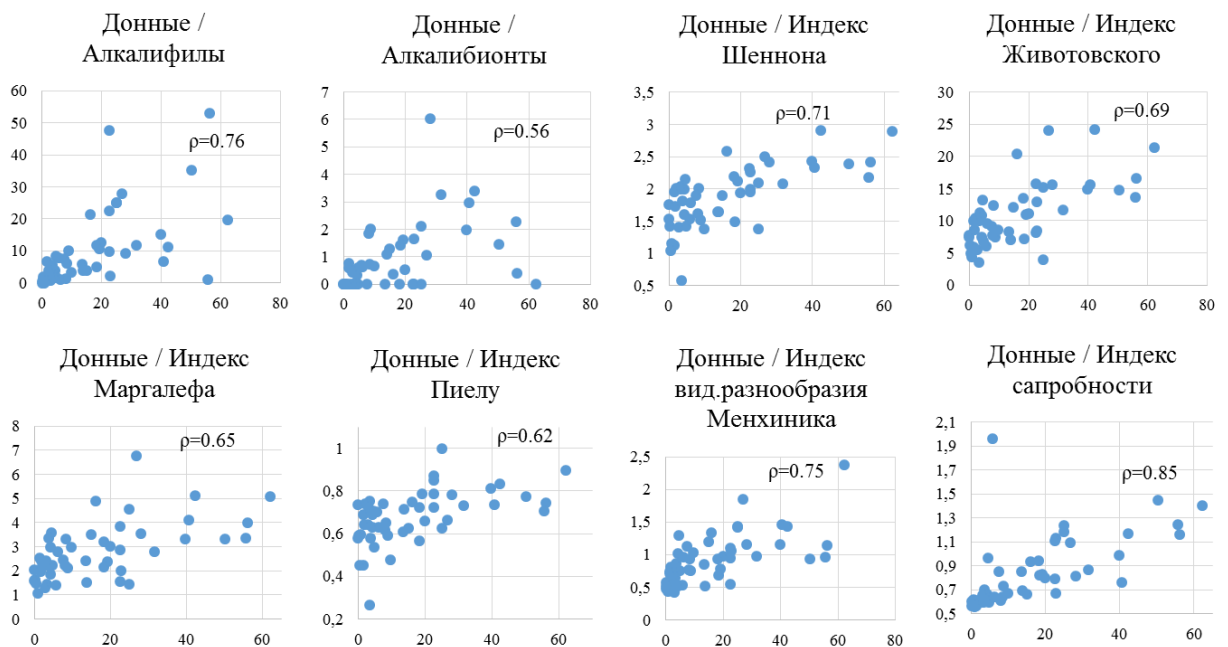 Донные /
Алкалифилы
60
50
40
30
20
10
0
ρ=0.76
0 20 40 60 80
Донные /
Алкалибионты
7
6
5
4
3
2
1
0
ρ=0.56
0 20 40 60 80
Донные / Индекс
Шеннона
3,5
3
2,5
2
1,5
1
0,5
ρ=0.71
0 20 40 60
Донные / Индекс
Животовского
30
25
20
15
10
5
0
ρ=0.69
0 20 40 60 80
Донные / Индекс
Маргалефа
8
7
6
5
4
3
2
1
0
ρ=0.65
0 20 40 60
Донные / Индекс
Пиелу
1
0,8
0,6
0,4
0,2
ρ=0.62
0 20 40 60
Донные / Индекс
вид.разнообразия
Менхиника
2,5
2
1,5
1
0,5
0
ρ=0.75
0 20 40 60 80
Донные / Индекс
сапробности
2,1
1,9
1,7
1,5
1,3
1,1
0,9
0,7
0,5
ρ=0.85
0 20 40 60